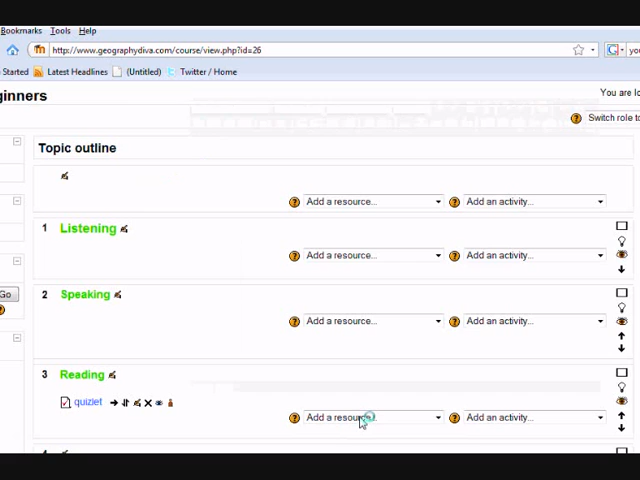 Bookmarks Tools Help
http://www.geographydiva.com/course/view.php?id=26
Started Latest Headlines (Untitled) Twitter / Home
ginners
You are lo
Switch role to
Topic outline
Add a resource... Add an activity...
1 Listening
Add a resource... Add an activity...
Go
2 Speaking
Add a resource... Add an activity...
3 Reading
quizlet
Add a resource... Add an activity...